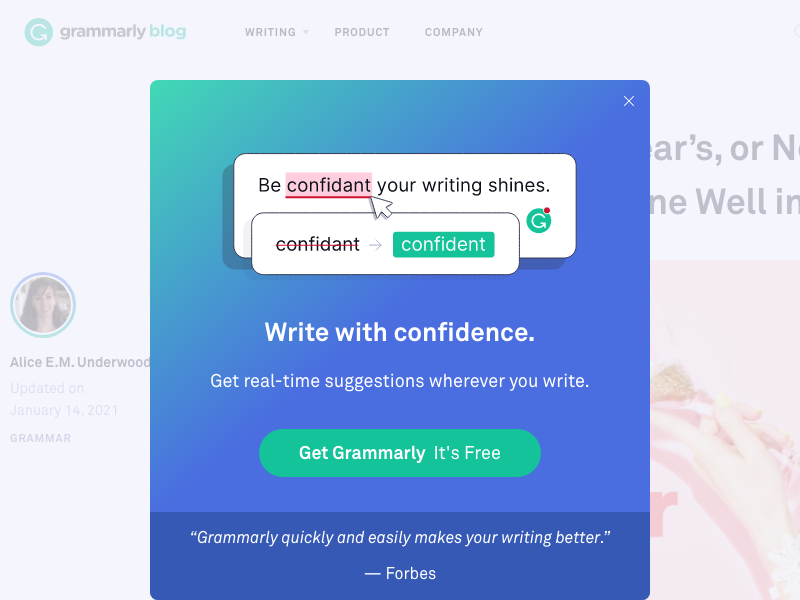 grammarly blog
WRITING
PRODUCT
COMPANY
ear's, or
ne Well in
Be confidant your writing shines.
confidant → confident
Write with confidence.
Get real-time suggestions wherever you write.
Get Grammarly It's Free
"Grammarly quickly and easily makes your writing better."
— Forbes
Alice E.M. Underwood
Updated on
January 14, 2021
GRAMMAR